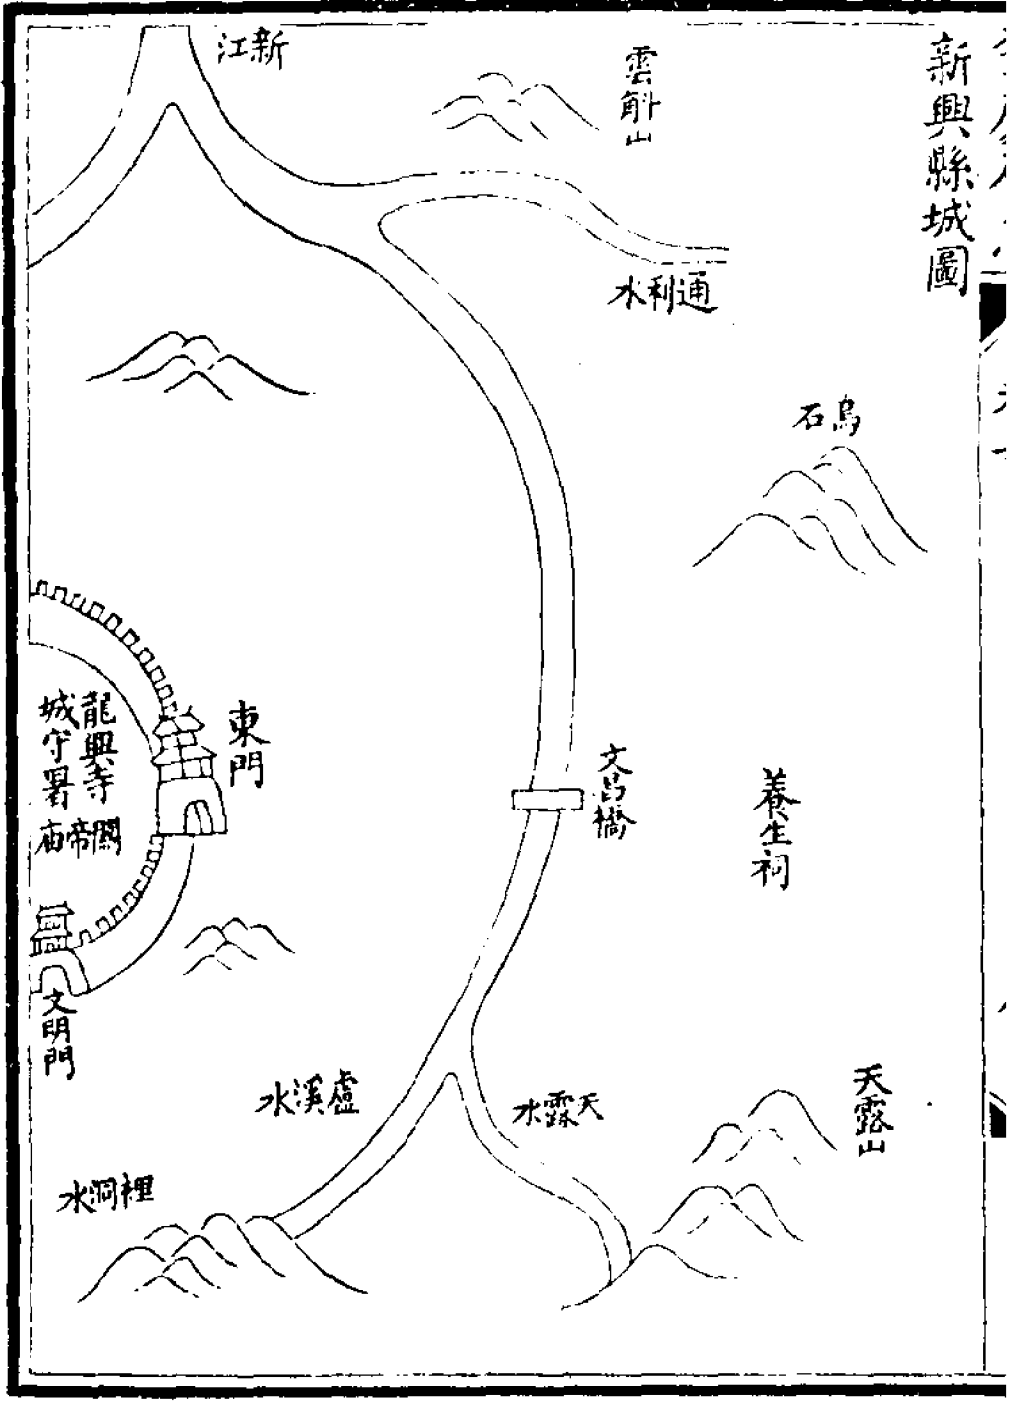 新興縣城圖
新江
雲斛山
通利水
烏石
東門
龍興寺
城守署
關帝庙
文昌橋
養生祠
文明門
盧溪水
天露水
天露山
裡洞水